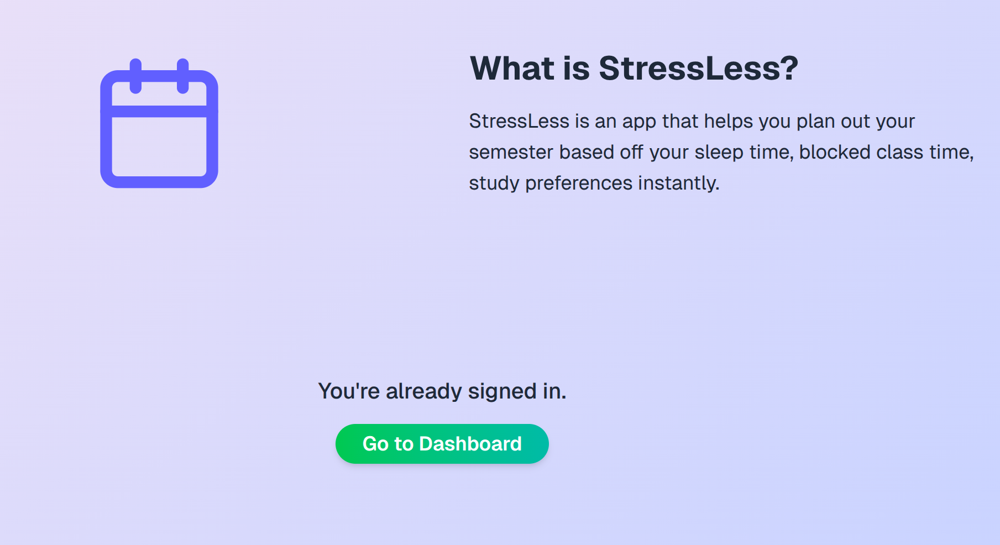 What is StressLess?
StressLess is an app that helps you plan out your
semester based off your sleep time, blocked class time,
study preferences instantly.
You're already signed in.
Go to Dashboard